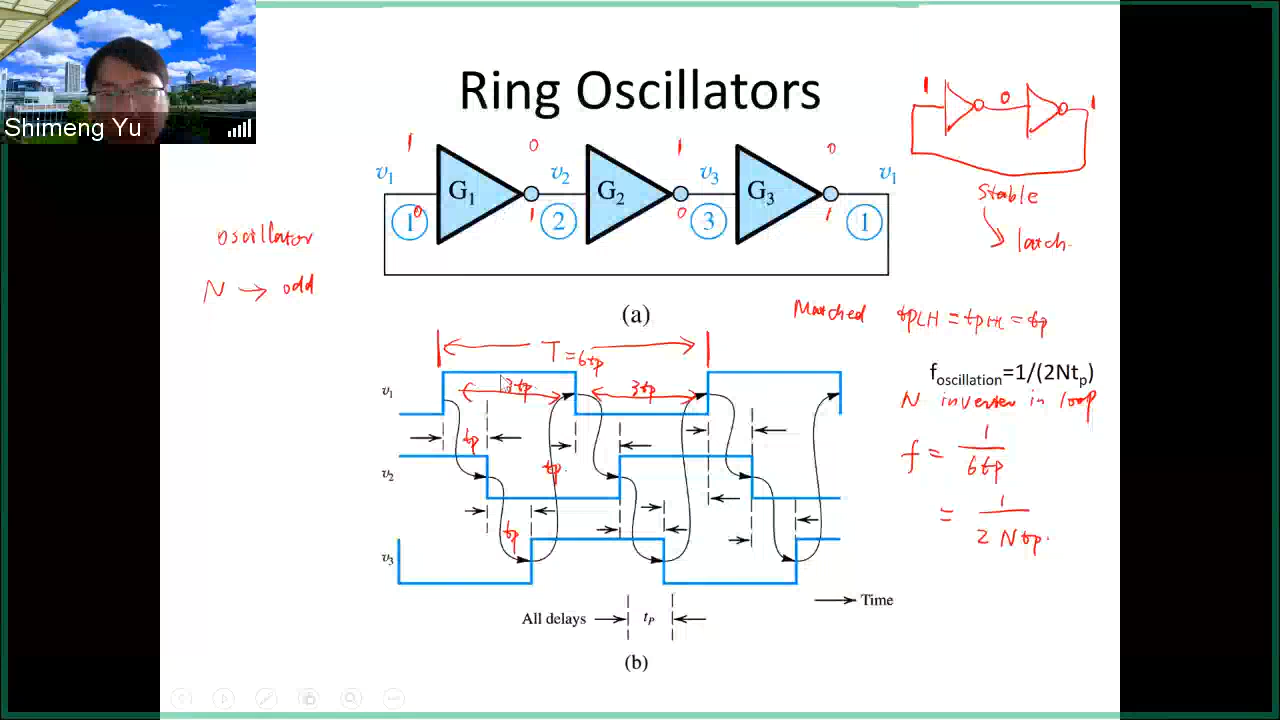 Shimeng Yu
Ring Oscillators
1 0 1 0
v1 G1 v2 G2 v3 G3 v1
1 0 1 2 0 3 1 1
1 0 1
Stable
latch.
oscillator
N → odd
(a)
Matched tpLH = tpHL = tp
T = 6tp
foscillation=1/(2Ntp)
N inverter in loop
f = 1/6tp
= 1/2Ntp.
v1 3tp 3tp
tp
v2 tp.
tp
v3
Time
All delays tP
(b)